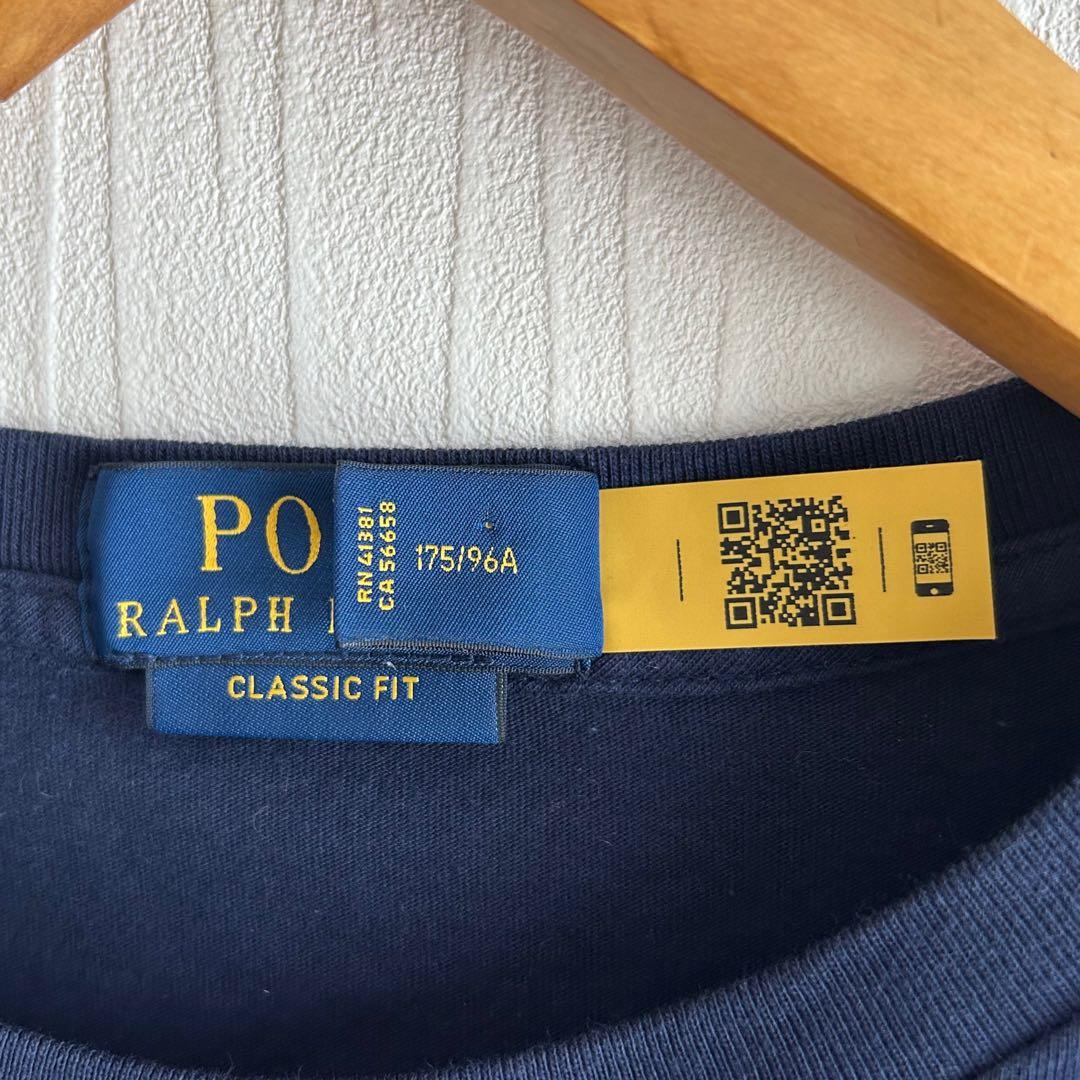 PO
RALPH
RN 41381
CA 56658
175/96A
CLASSIC FIT